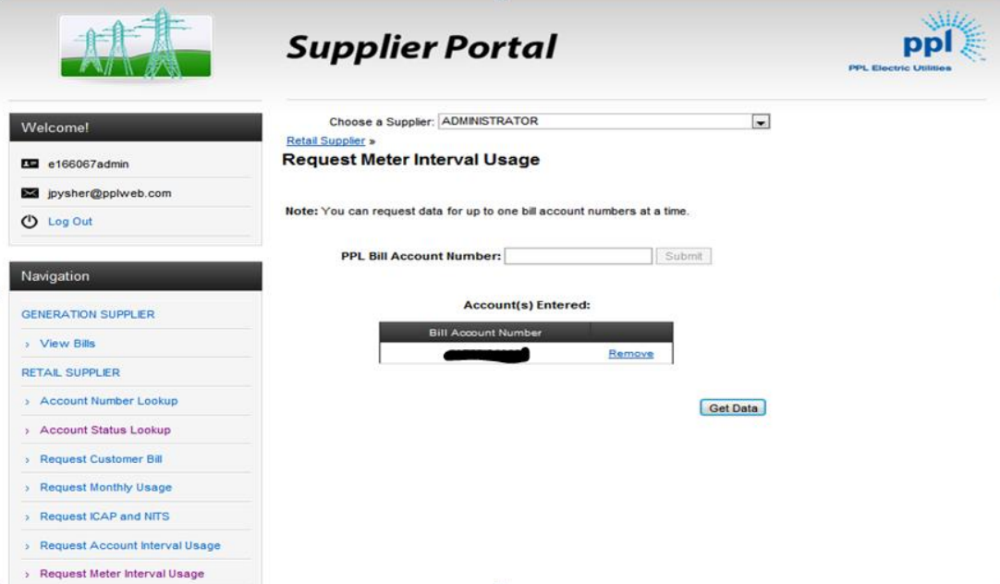 Supplier Portal
ppl
PPL Electric Utilities
Welcome!
e166067admin
jpysher@pplweb.com
Log Out
Navigation
GENERATION SUPPLIER
› View Bills
RETAIL SUPPLIER
› Account Number Lookup
› Account Status Lookup
› Request Customer Bill
› Request Monthly Usage
› Request ICAP and NITS
› Request Account Interval Usage
› Request Meter Interval Usage
Choose a Supplier: ADMINISTRATOR
Retail Supplier »
Request Meter Interval Usage
Note: You can request data for up to one bill account numbers at a time.
PPL Bill Account Number: Submit
Account(s) Entered:
Bill Account Number
Remove
Get Data